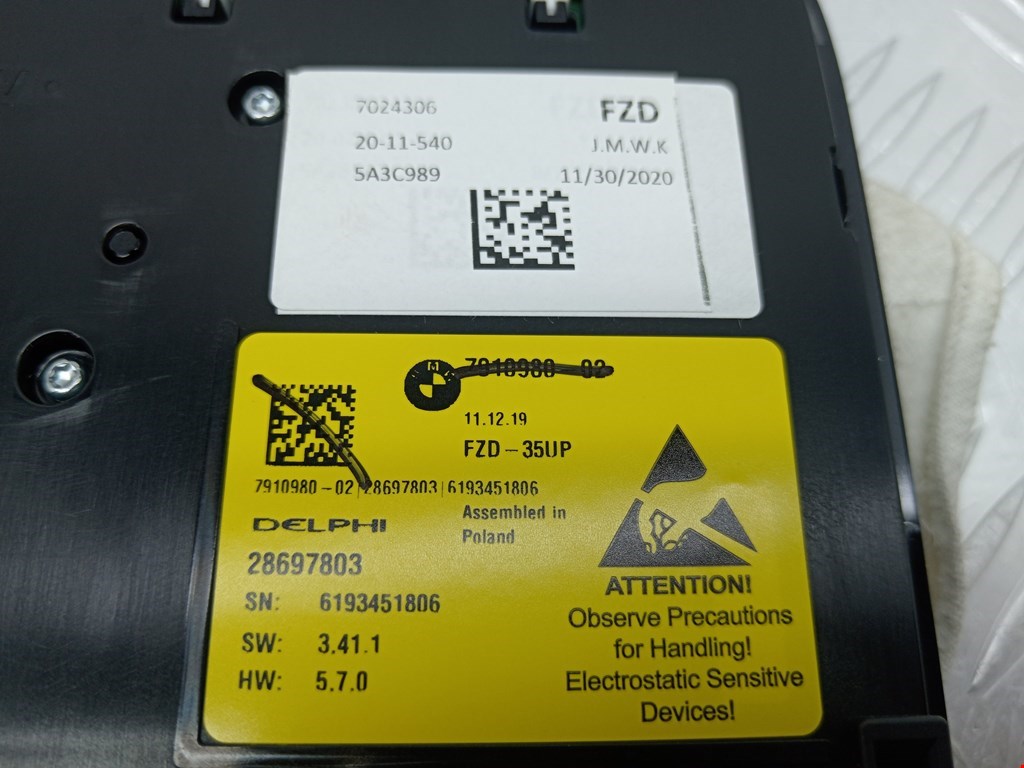 7024306 FZD
20-11-540 J.M.W.K
5A3C989 11/30/2020
BMW 7910980-02
11.12.19
FZD-35UP
7910980-02|28697803|6193451806
Assembled in
Poland
DELPHI
28697803
SN: 6193451806
SW: 3.41.1
HW: 5.7.0
ATTENTION!
Observe Precautions
for Handling!
Electrostatic Sensitive
Devices!